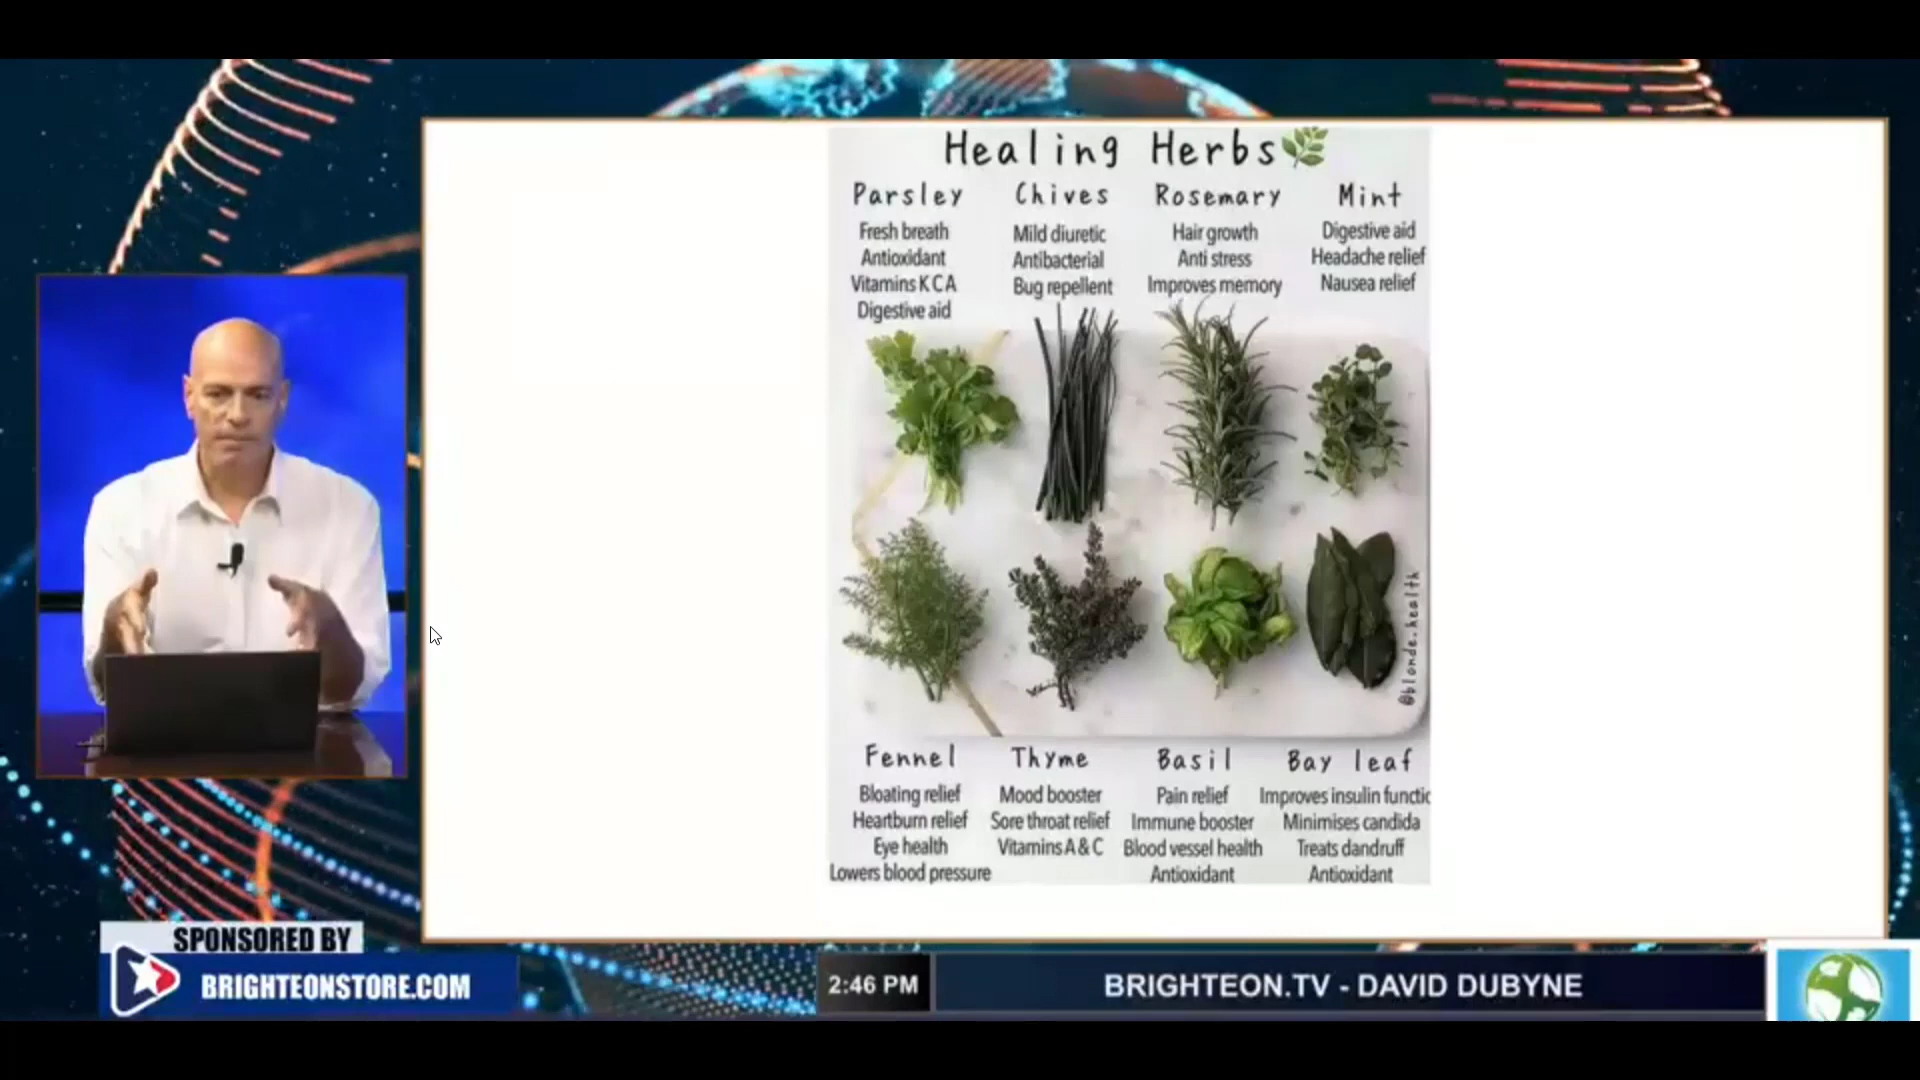 Healing Herbs
Parsley
Fresh breath
Antioxidant
Vitamins K C A
Digestive aid
Chives
Mild diuretic
Antibacterial
Bug repellent
Rosemary
Hair growth
Anti stress
Improves memory
Mint
Digestive aid
Headache relief
Nausea relief
@blonde.health
Fennel
Bloating relief
Heartburn relief
Eye health
Lowers blood pressure
Thyme
Mood booster
Sore throat relief
Vitamins A & C
Basil
Pain relief
Immune booster
Blood vessel health
Antioxidant
Bay leaf
Improves insulin functio
Minimises candida
Treats dandruff
Antioxidant
SPONSORED BY
BRIGHTEONSTORE.COM
2:46 PM
BRIGHTEON.TV - DAVID DUBYNE